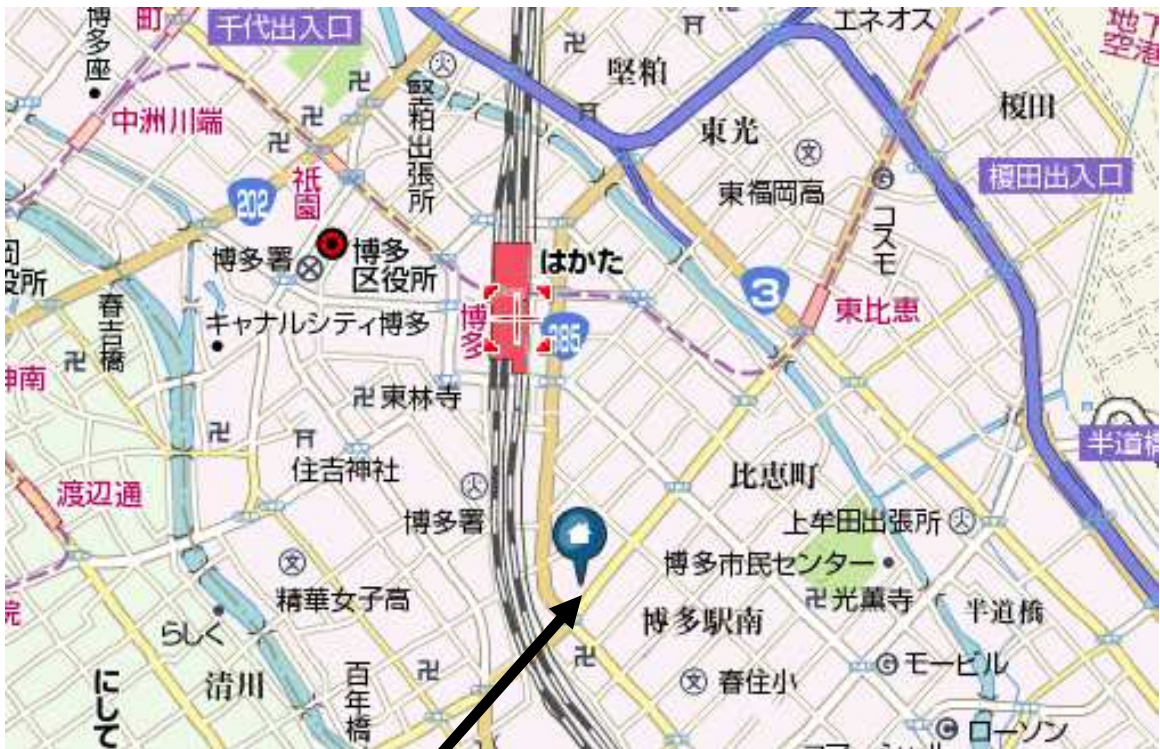 博多座
町
千代出入口
エネオス
地下
空港
中洲川端
堅粕出張所
堅粕
東光
榎田
祇園
202
東福岡高
榎田出入口
コスモ
博多署
博多
区役所
はかた
役所
春吉橋
キャナルシティ博多
博多
385
3
東比恵
東林寺
半道橋
住吉神社
比恵町
渡辺通
博多署
上牟田出張所
博多市民センター
精華女子高
光薫寺
半道橋
院
らしく
博多駅南
清川
百年橋
春住小
モービル
にして
ローソン